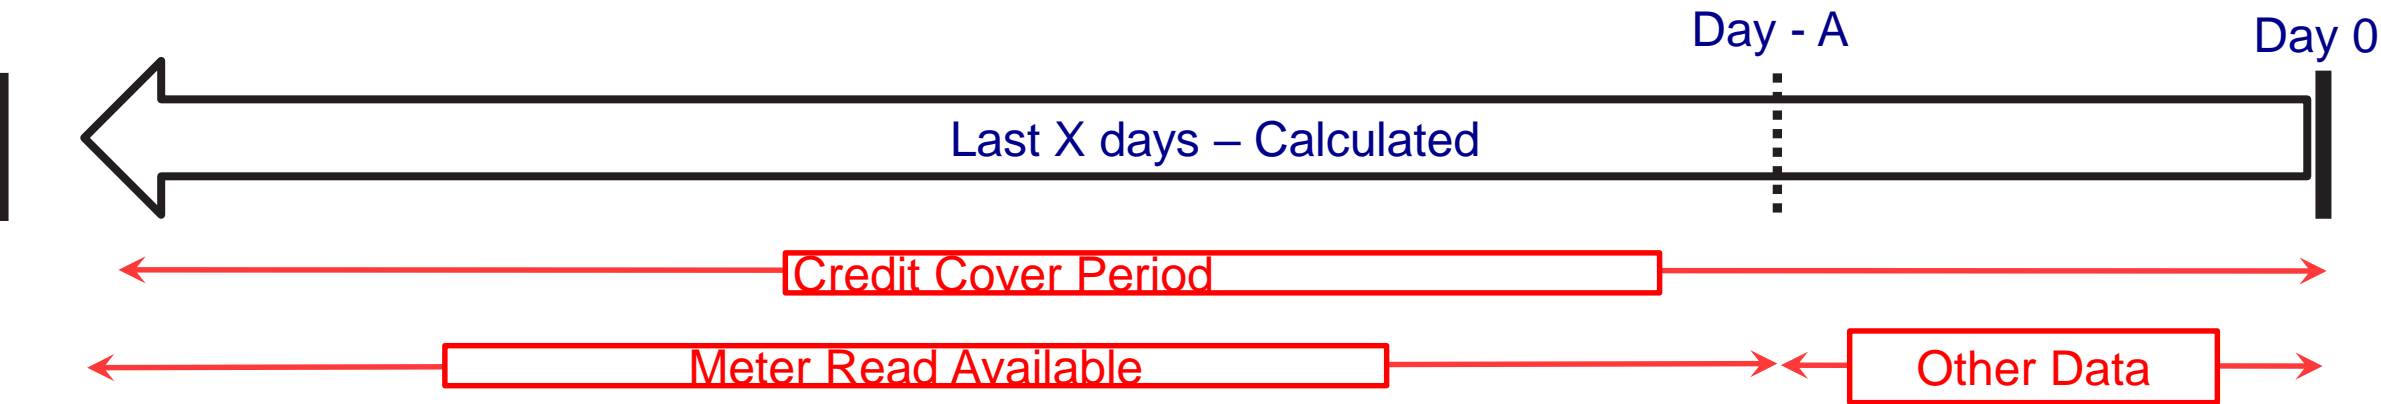 Day - A
Day 0
Last X days – Calculated
Credit Cover Period
Meter Read Available
Other Data